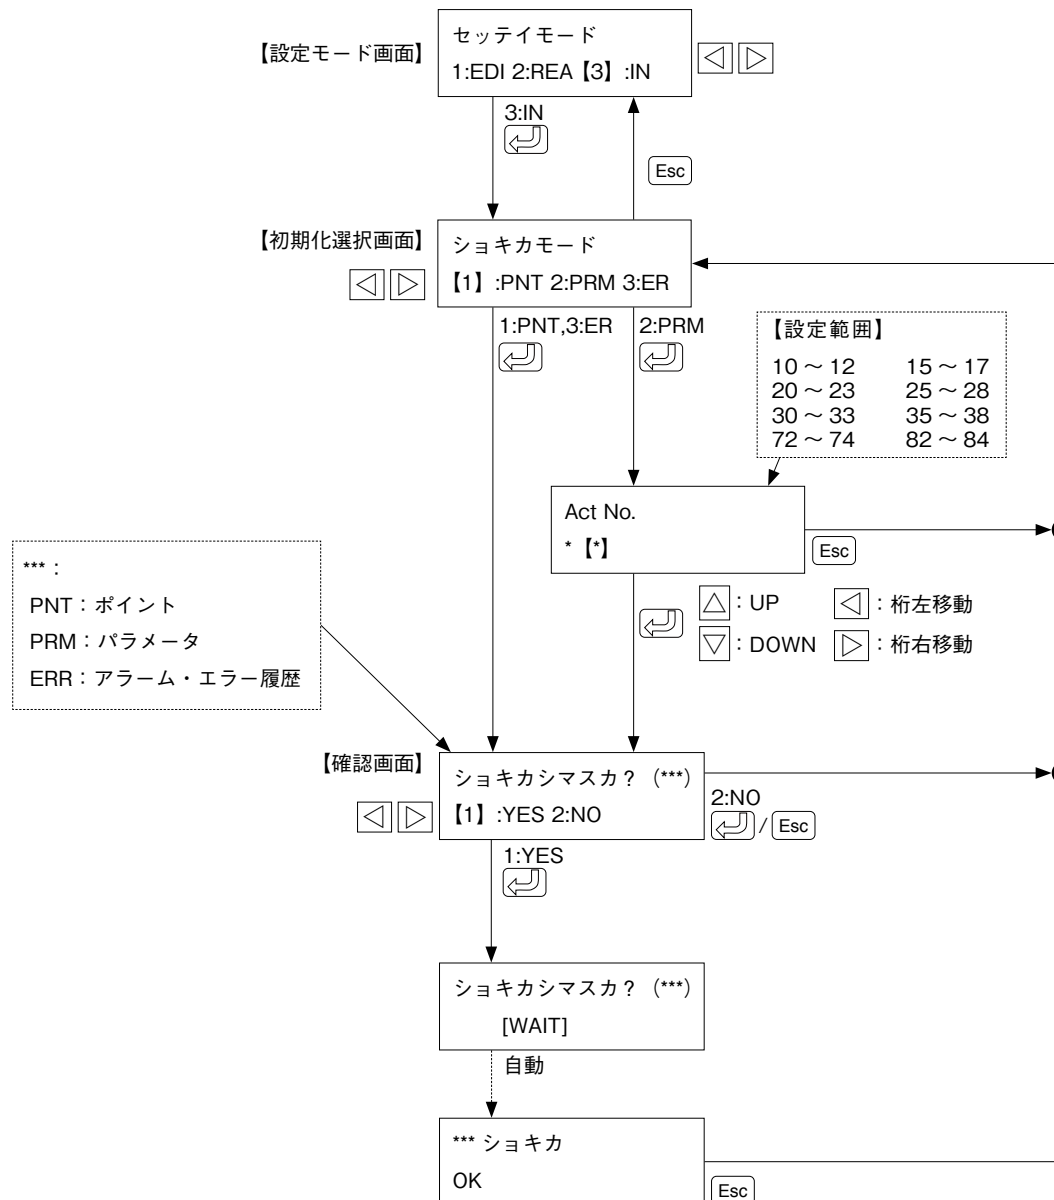 【設定モード画面】
セッテイモード
1:EDI 2:REA【3】:IN
3:IN
Esc
【初期化選択画面】
ショキカモード
【1】:PNT 2:PRM 3:ER
1:PNT,3:ER
2:PRM
【設定範囲】
10～12 15～17
20～23 25～28
30～33 35～38
72～74 82～84
Act No.
*【*】
Esc
：UP ：桁左移動
：DOWN ：桁右移動
***：
PNT：ポイント
PRM：パラメータ
ERR：アラーム・エラー履歴
【確認画面】
ショキカシマスカ？ (***)
【1】:YES 2:NO
2:NO
/ Esc
1:YES
ショキカシマスカ？ (***)
[WAIT]
自動
*** ショキカ
OK
Esc